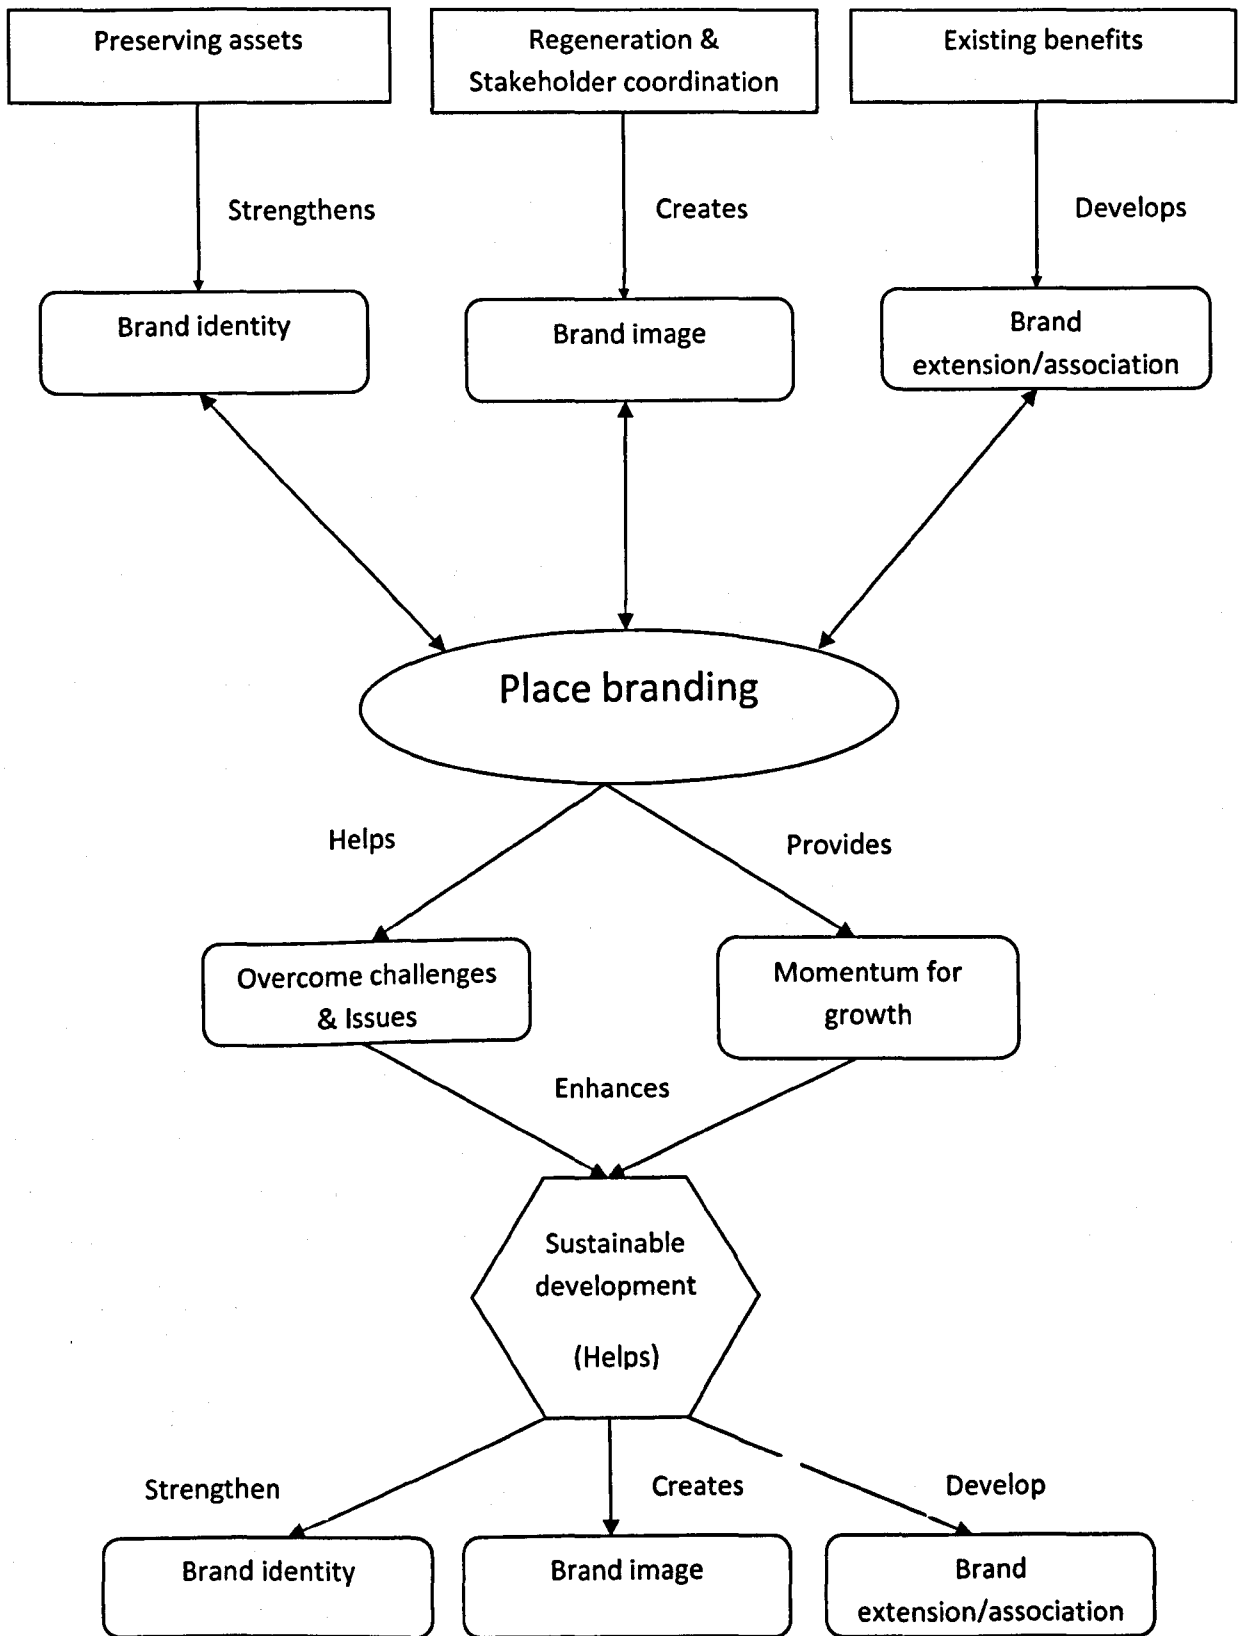 Preserving assets
Regeneration &
Stakeholder coordination
Existing benefits
Strengthens
Creates
Develops
Brand identity
Brand image
Brand
extension/association
Place branding
Helps
Provides
Overcome challenges
& Issues
Momentum for
growth
Enhances
Sustainable
development
(Helps)
Strengthen
Creates
Develop
Brand identity
Brand image
Brand
extension/association